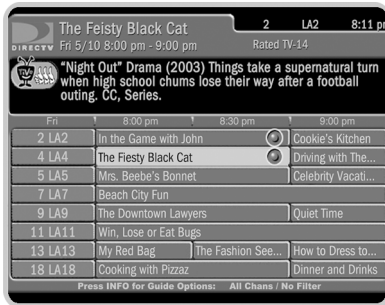 The Feisty Black Cat 2 LA2 8:11 pm
DIRECTV Fri 5/10 8:00 pm - 9:00 pm Rated TV-14
TiVo "Night Out" Drama (2003) Things take a supernatural turn
when high school chums lose their way after a football
outing. CC, Series.
Fri 8:00 pm 8:30 pm 9:00 pm
2 LA2 In the Game with John Cookie's Kitchen
4 LA4 The Fiesty Black Cat Driving with The...
5 LA5 Mrs. Beebe's Bonnet Celebrity Vacati...
7 LA7 Beach City Fun
9 LA9 The Downtown Lawyers Quiet Time
11 LA11 Win, Lose or Eat Bugs
13 LA13 My Red Bag The Fashion See... How to Dress to...
18 LA18 Cooking with Pizzaz Dinner and Drinks
Press INFO for Guide Options: All Chans / No Filter